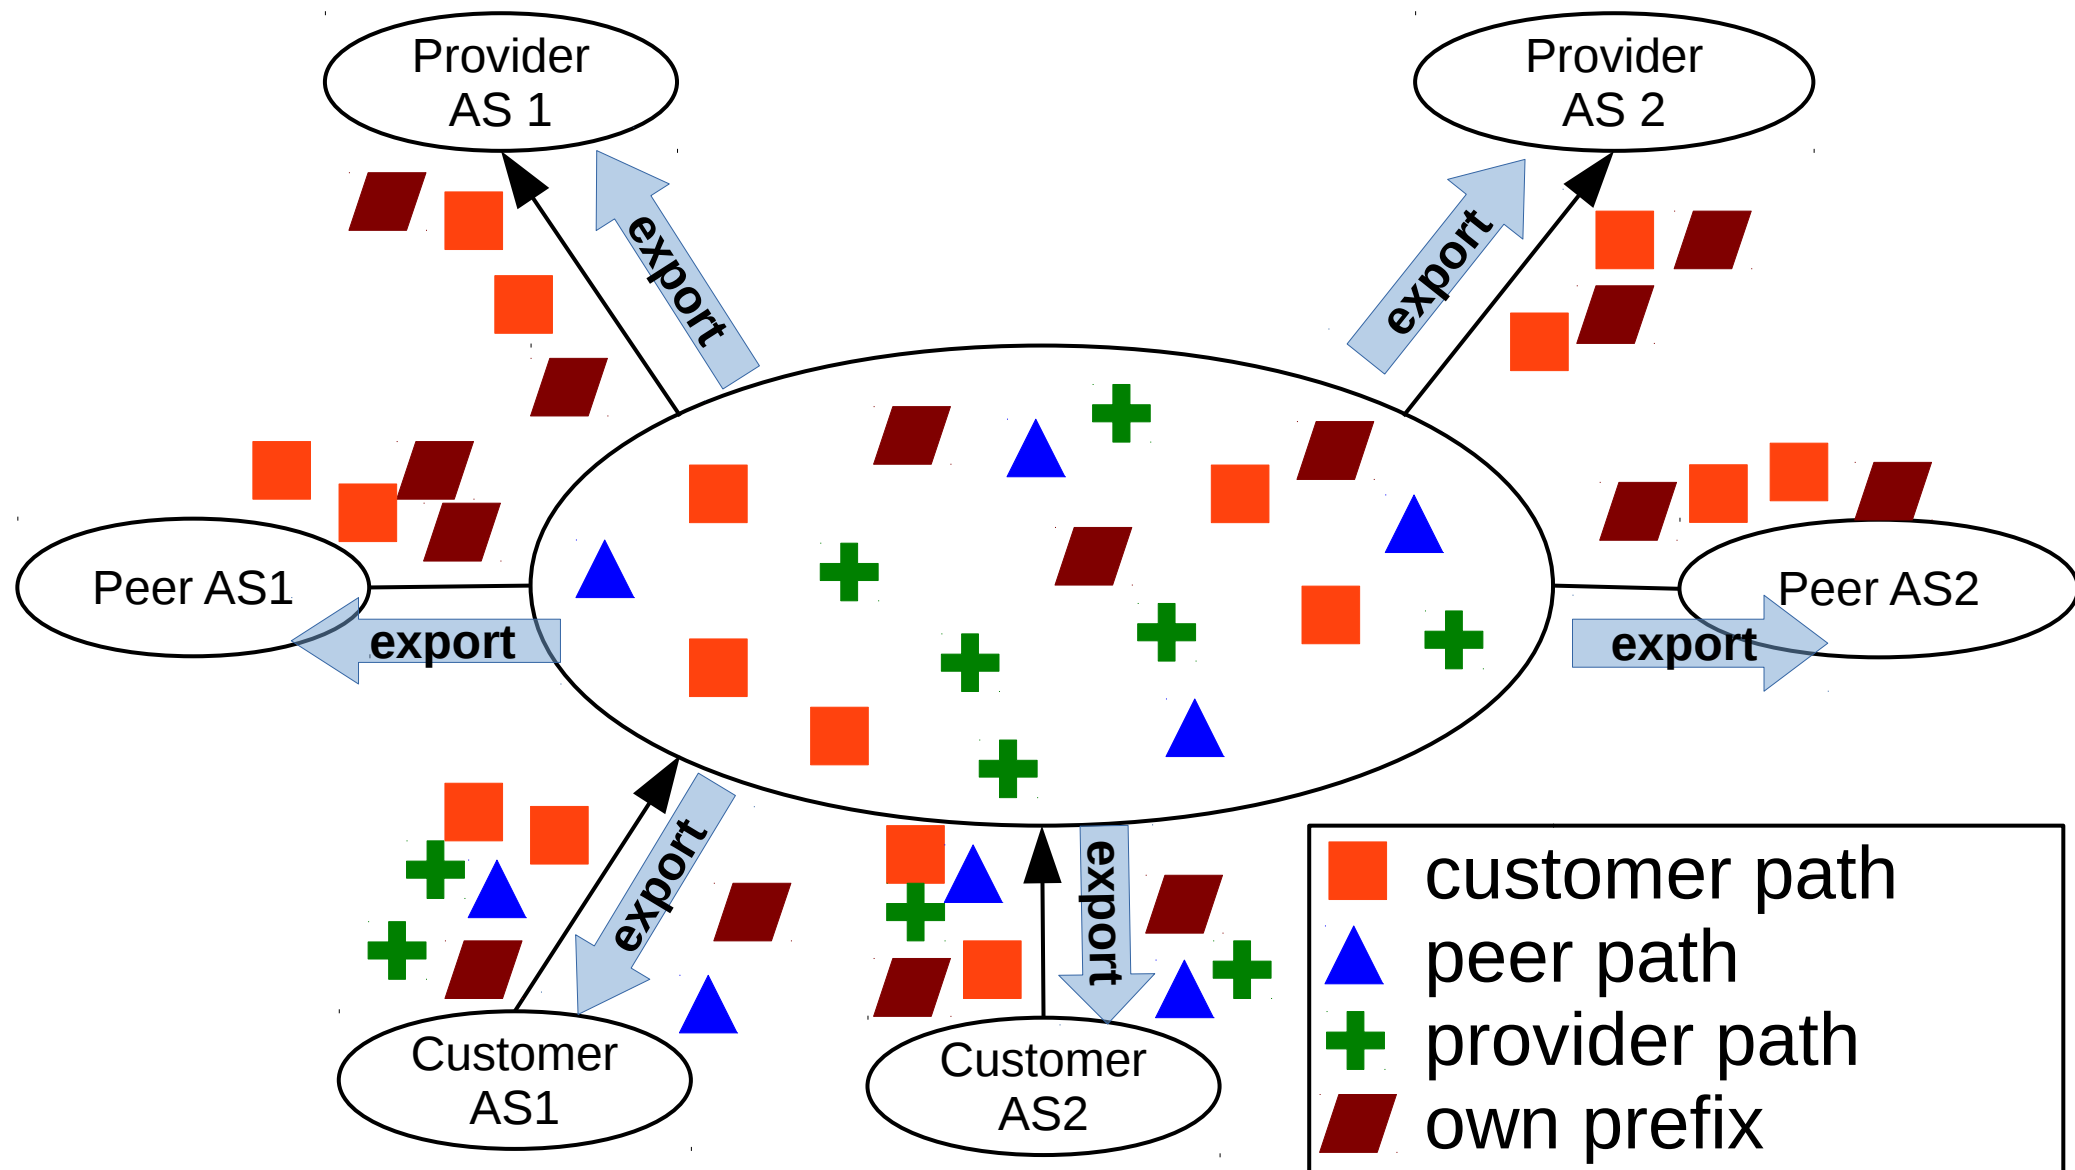 Provider
AS 1
Provider
AS 2
export
export
Peer AS1
export
Peer AS2
export
export
export
Customer
AS1
Customer
AS2
customer path
peer path
provider path
own prefix